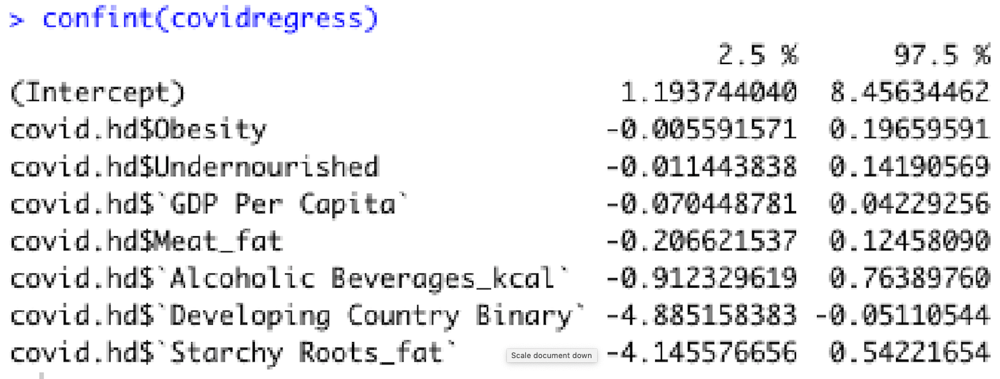 > confint(covidregress)
2.5 % 97.5 %
(Intercept) 1.193744040 8.45634462
covid.hd$Obesity -0.005591571 0.19659591
covid.hd$Undernourished -0.011443838 0.14190569
covid.hd$`GDP Per Capita` -0.070448781 0.04229256
covid.hd$Meat_fat -0.206621537 0.12458090
covid.hd$`Alcoholic Beverages_kcal` -0.912329619 0.76389760
covid.hd$`Developing Country Binary` -4.885158383 -0.05110544
covid.hd$`Starchy Roots_fat` -4.145576656 0.54221654
Scale document down